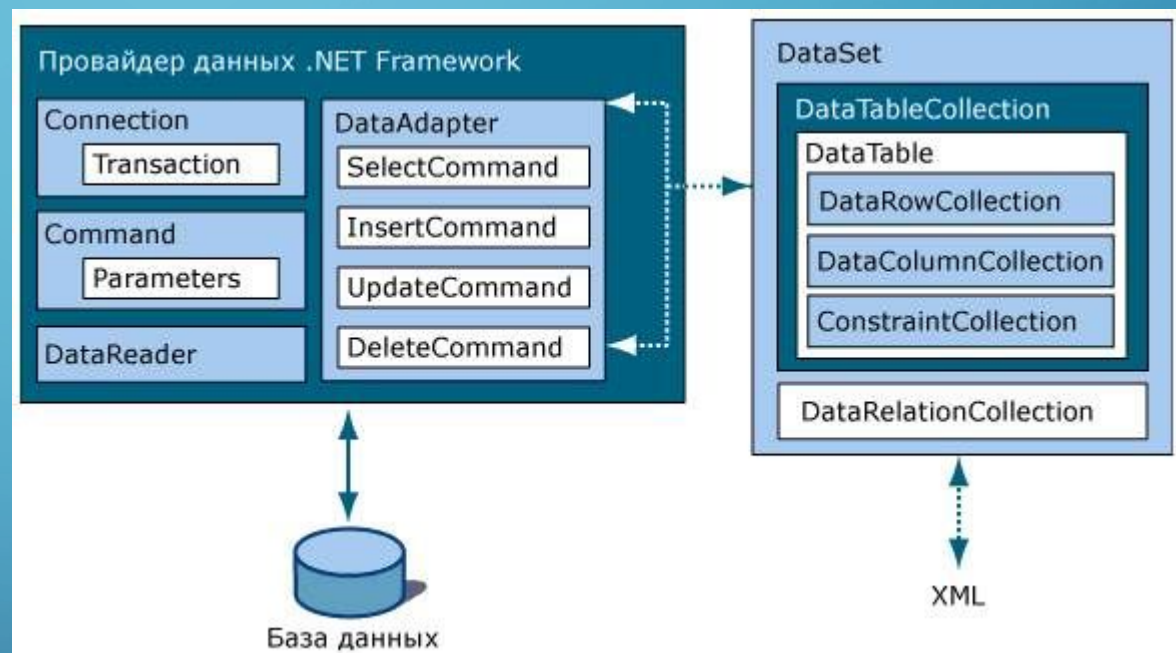 Провайдер данных .NET Framework
Connection
Transaction
Command
Parameters
DataReader
DataAdapter
SelectCommand
InsertCommand
UpdateCommand
DeleteCommand
База данных
DataSet
DataTableCollection
DataTable
DataRowCollection
DataColumnCollection
ConstraintCollection
DataRelationCollection
XML